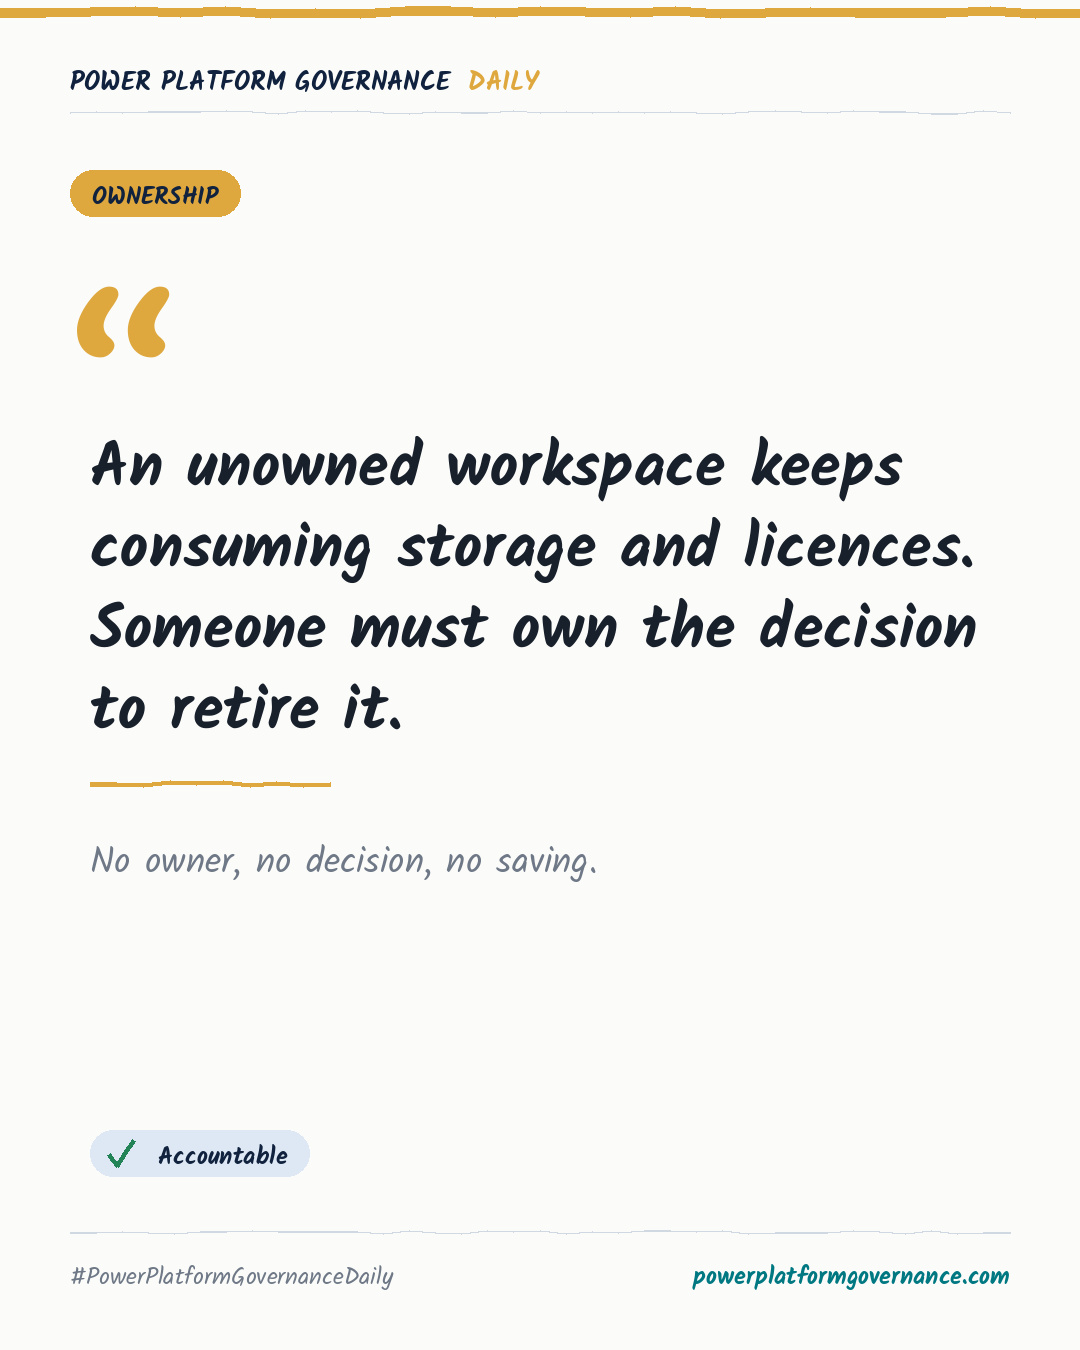 POWER PLATFORM GOVERNANCE DAILY
OWNERSHIP
“
An unowned workspace keeps
consuming storage and licences.
Someone must own the decision
to retire it.
No owner, no decision, no saving.
✓ Accountable
#PowerPlatformGovernanceDaily
powerplatformgovernance.com